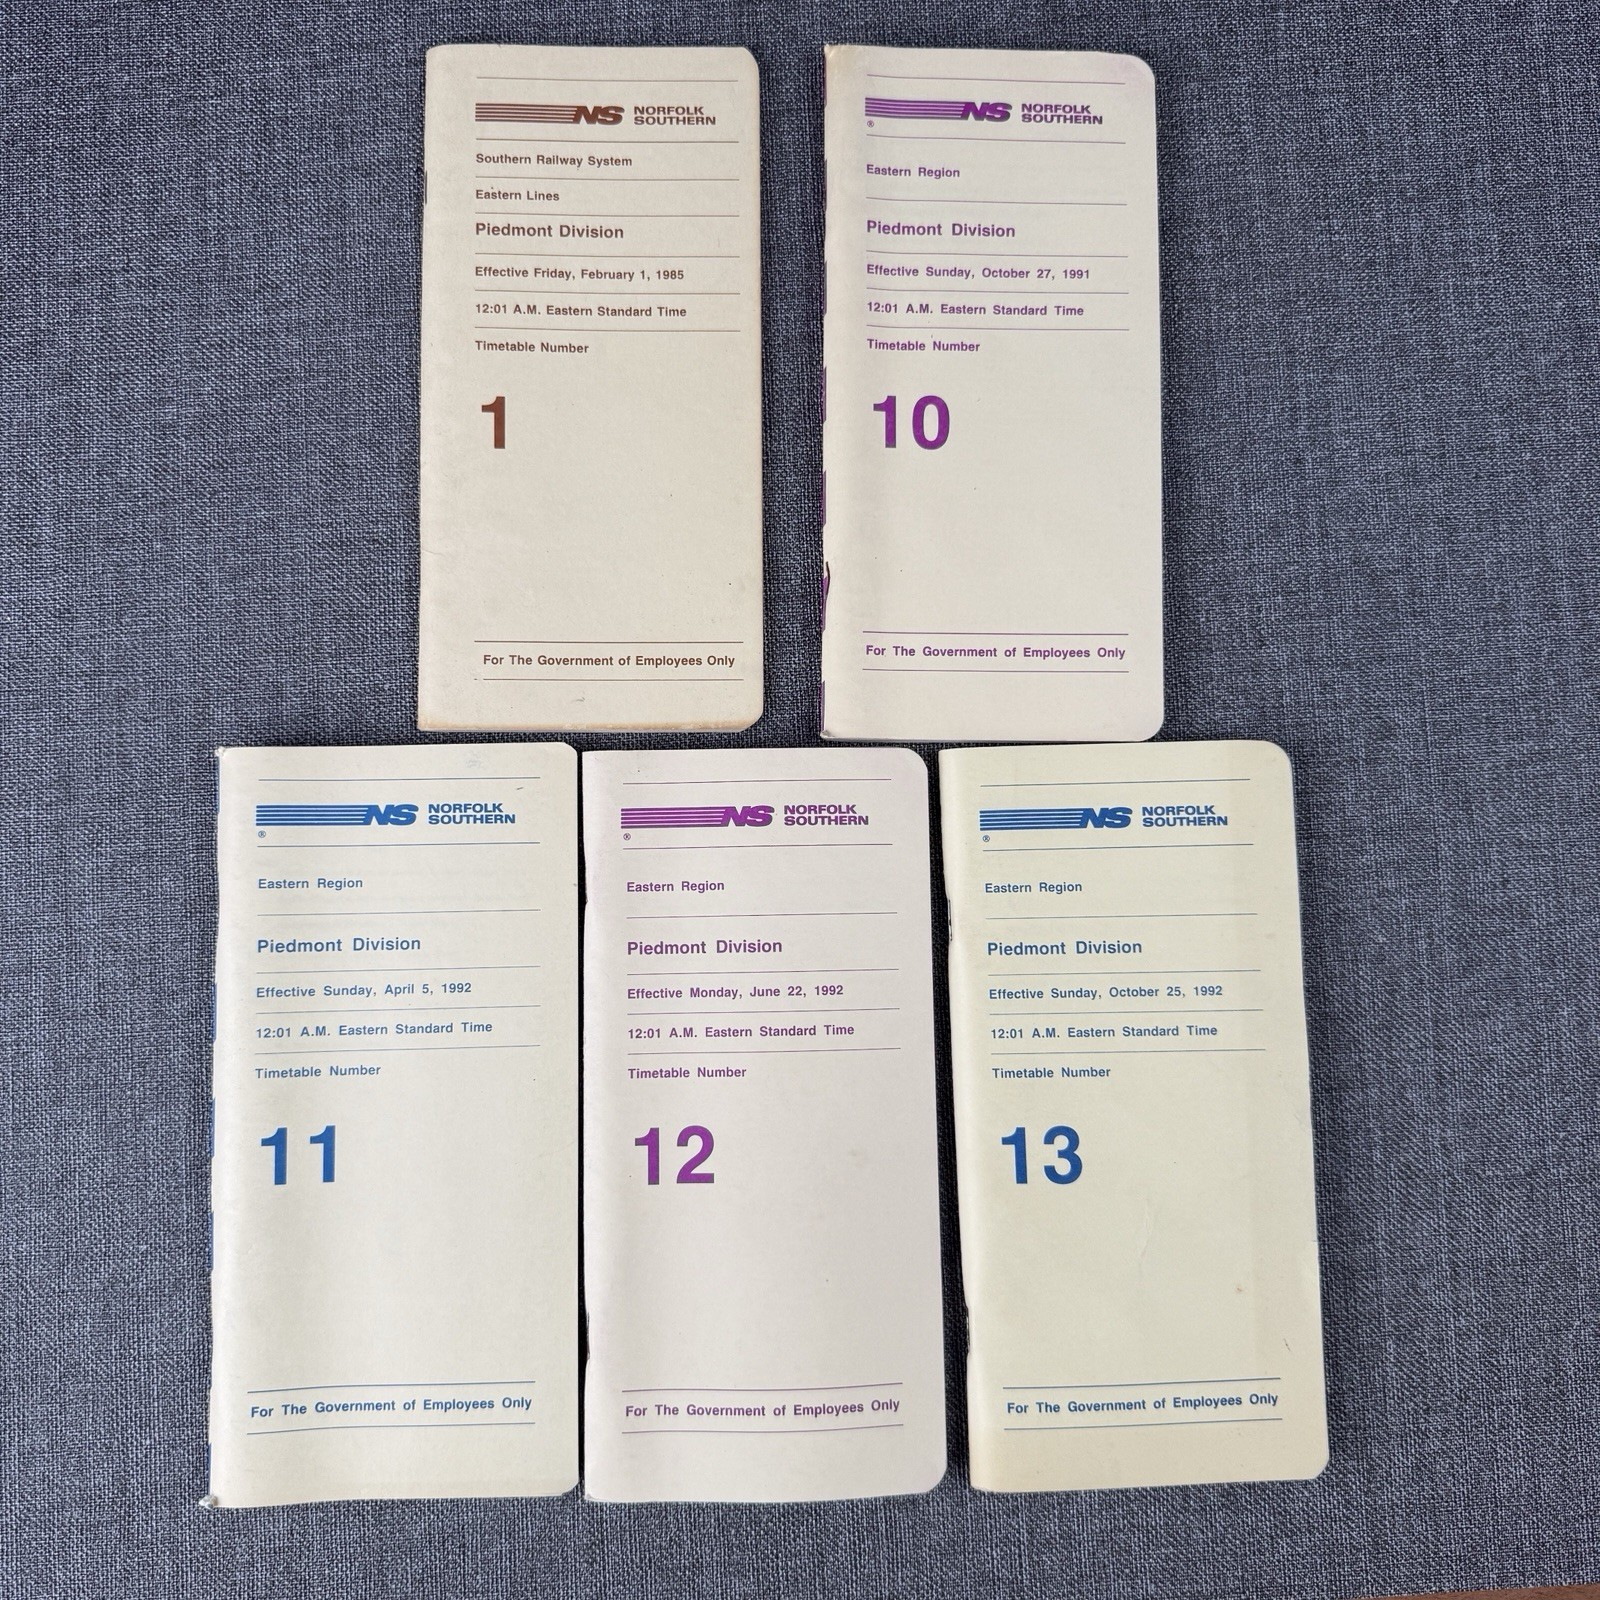 NS NORFOLK
SOUTHERN
Southern Railway System
Eastern Lines
Piedmont Division
Effective Friday, February 1, 1985
12:01 A.M. Eastern Standard Time
Timetable Number
1
For The Government of Employees Only
NS NORFOLK
SOUTHERN
®
Eastern Region
Piedmont Division
Effective Sunday, October 27, 1991
12:01 A.M. Eastern Standard Time
Timetable Number
10
For The Government of Employees Only
NS NORFOLK
SOUTHERN
®
Eastern Region
Piedmont Division
Effective Sunday, April 5, 1992
12:01 A.M. Eastern Standard Time
Timetable Number
11
For The Government of Employees Only
NS NORFOLK
SOUTHERN
®
Eastern Region
Piedmont Division
Effective Monday, June 22, 1992
12:01 A.M. Eastern Standard Time
Timetable Number
12
For The Government of Employees Only
NS NORFOLK
SOUTHERN
®
Eastern Region
Piedmont Division
Effective Sunday, October 25, 1992
12:01 A.M. Eastern Standard Time
Timetable Number
13
For The Government of Employees Only